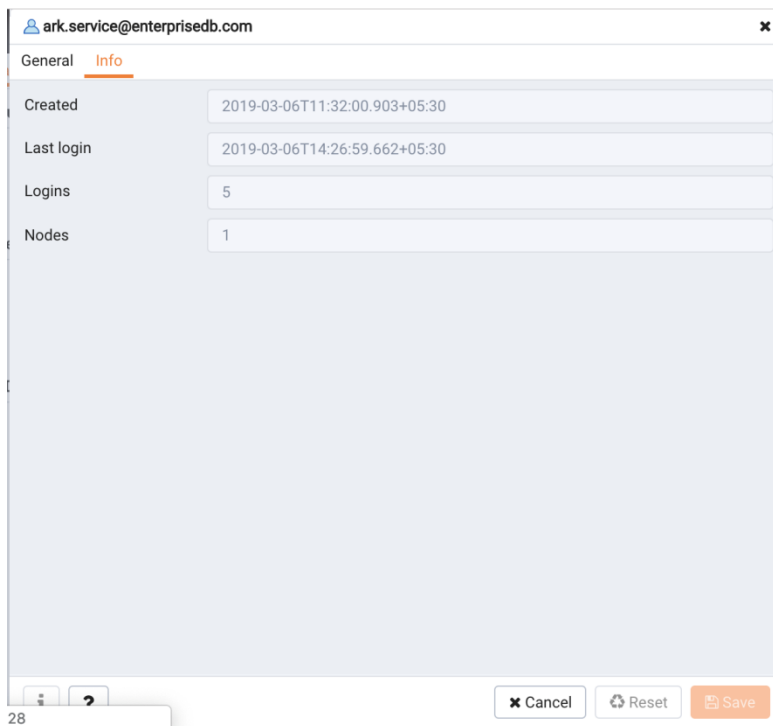 ark.service@enterprisedb.com
General Info
Created 2019-03-06T11:32:00.903+05:30
Last login 2019-03-06T14:26:59.662+05:30
Logins 5
Nodes 1
i ? Cancel Reset Save
28